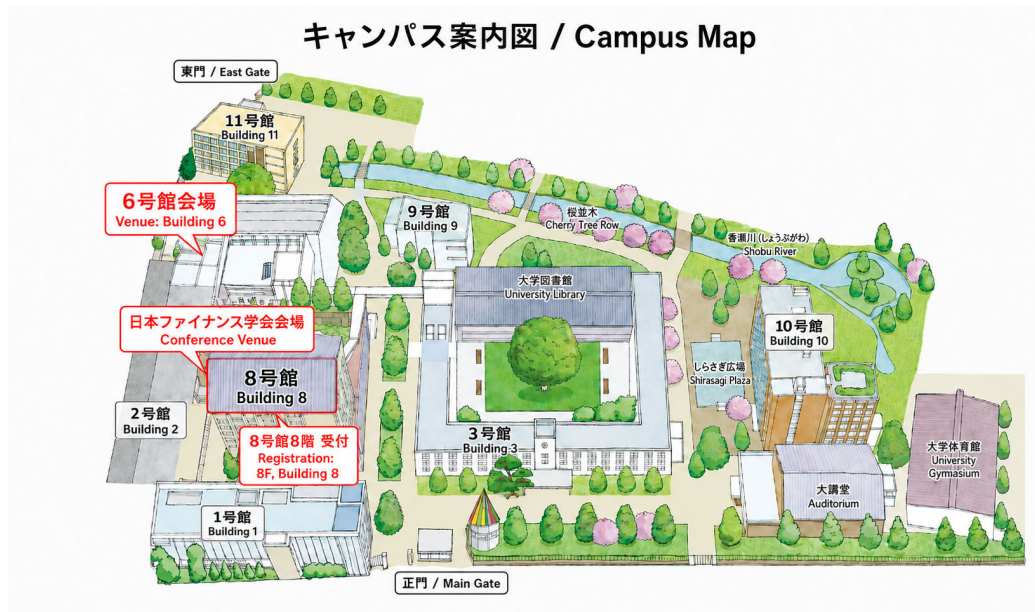 キャンパス案内図 / Campus Map
東門 / East Gate
11号館
Building 11
6号館会場
Venue: Building 6
9号館
Building 9
桜並木
Cherry Tree Row
香瀬川 (しょうぶがわ)
Shobu River
大学図書館
University Library
日本ファイナンス学会会場
Conference Venue
10号館
Building 10
しらさぎ広場
Shirasagi Plaza
8号館
Building 8
2号館
Building 2
8号館8階 受付
Registration:
8F, Building 8
3号館
Building 3
大学体育館
University
Gymnasium
大講堂
Auditorium
1号館
Building 1
正門 / Main Gate